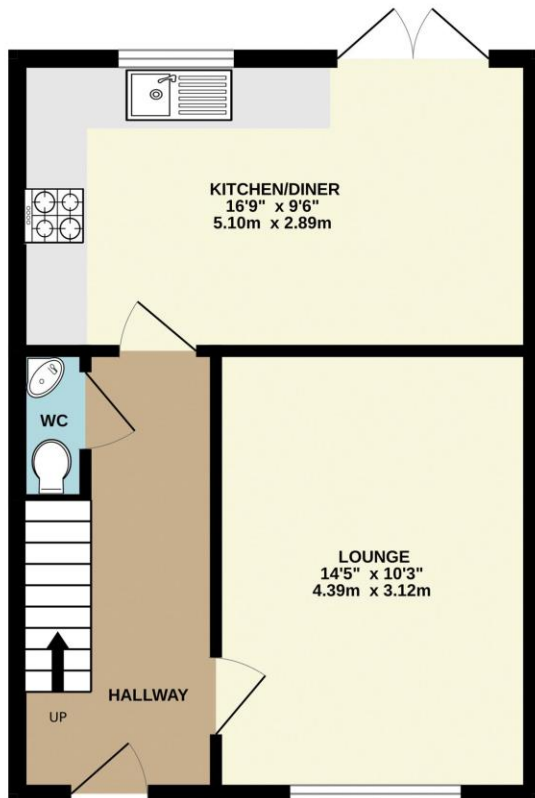 KITCHEN/DINER
16'9" x 9'6"
5.10m x 2.89m
WC
LOUNGE
14'5" x 10'3"
4.39m x 3.12m
HALLWAY
UP